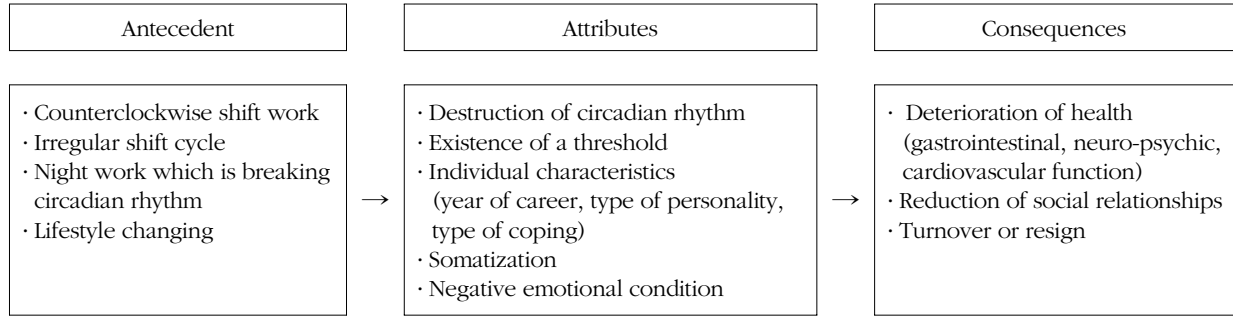 Antecedent
Attributes
Consequences
· Counterclockwise shift work
· Irregular shift cycle
· Night work which is breaking
circadian rhythm
· Lifestyle changing
→
· Destruction of circadian rhythm
· Existence of a threshold
· Individual characteristics
(year of career, type of personality,
type of coping)
· Somatization
· Negative emotional condition
→
· Deterioration of health
(gastrointestinal, neuro-psychic,
cardiovascular function)
· Reduction of social relationships
· Turnover or resign